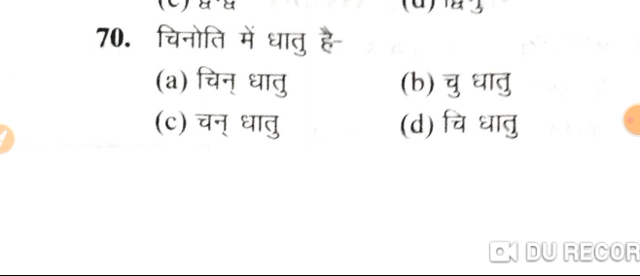 70. चिनोति में धातु है-
(a) चिन् धातु (b) चु धातु
(c) चन् धातु (d) चि धातु
DU RECOR